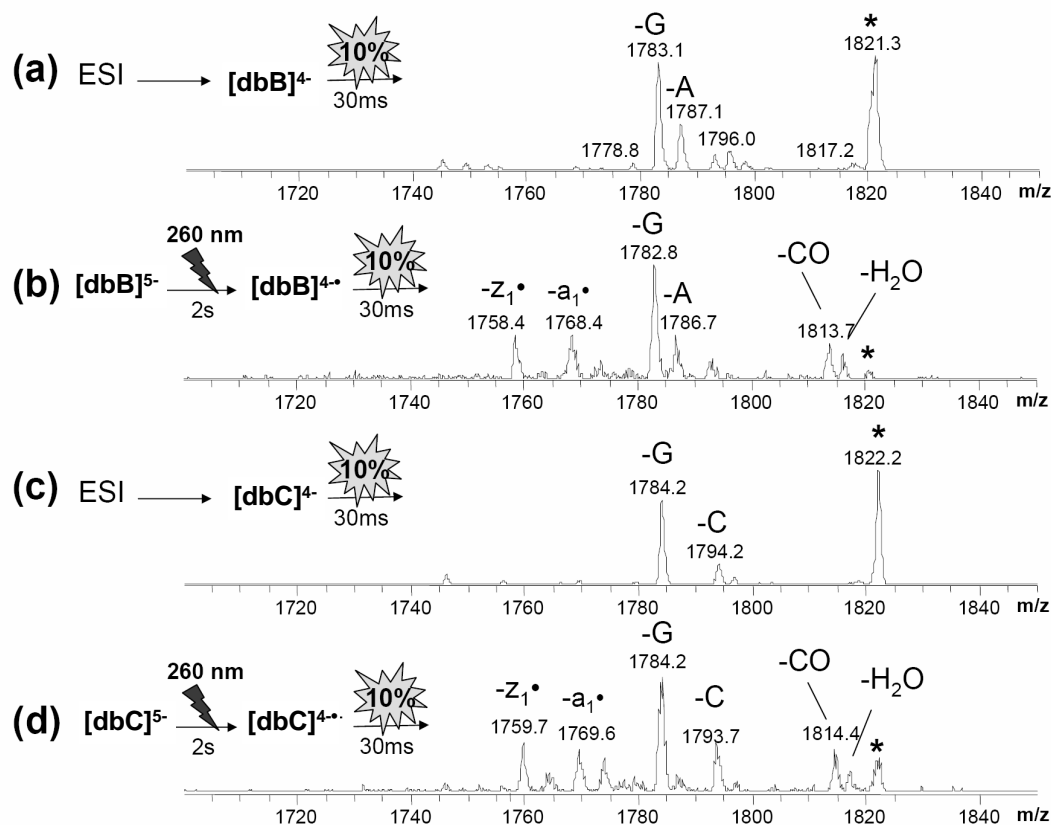 (a) ESI [dbB]4- 10% 30ms
-G 1783.1
-A 1787.1
1778.8 1796.0 1817.2
* 1821.3
1720 1740 1760 1780 1800 1820 1840 m/z
260 nm
(b) [dbB]5- 2s [dbB]4-• 10% 30ms
-z1• 1758.4
-a1• 1768.4
-G 1782.8
-A 1786.7
-CO 1813.7
-H2O
*
1720 1740 1760 1780 1800 1820 1840 m/z
(c) ESI [dbC]4- 10% 30ms
-G 1784.2
-C 1794.2
* 1822.2
1720 1740 1760 1780 1800 1820 1840 m/z
260 nm
(d) [dbC]5- 2s [dbC]4-• 10% 30ms
-z1• 1759.7
-a1• 1769.6
-G 1784.2
-C 1793.7
-CO 1814.4
-H2O
*
1720 1740 1760 1780 1800 1820 1840 m/z